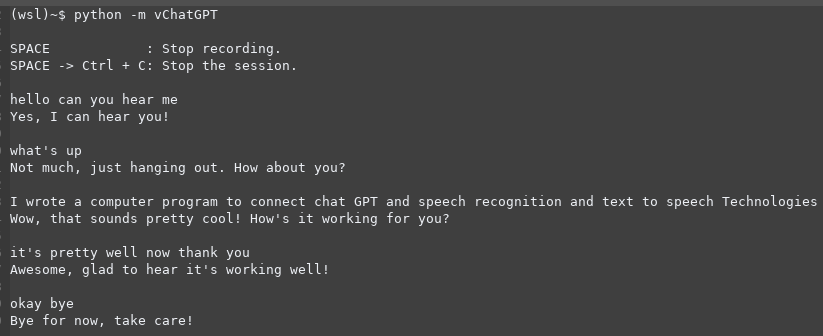 (wsl)~$ python -m vChatGPT
SPACE            : Stop recording.
SPACE -> Ctrl + C: Stop the session.
hello can you hear me
Yes, I can hear you!
what's up
Not much, just hanging out. How about you?
I wrote a computer program to connect chat GPT and speech recognition and text to speech Technologies
Wow, that sounds pretty cool! How's it working for you?
it's pretty well now thank you
Awesome, glad to hear it's working well!
okay bye
Bye for now, take care!